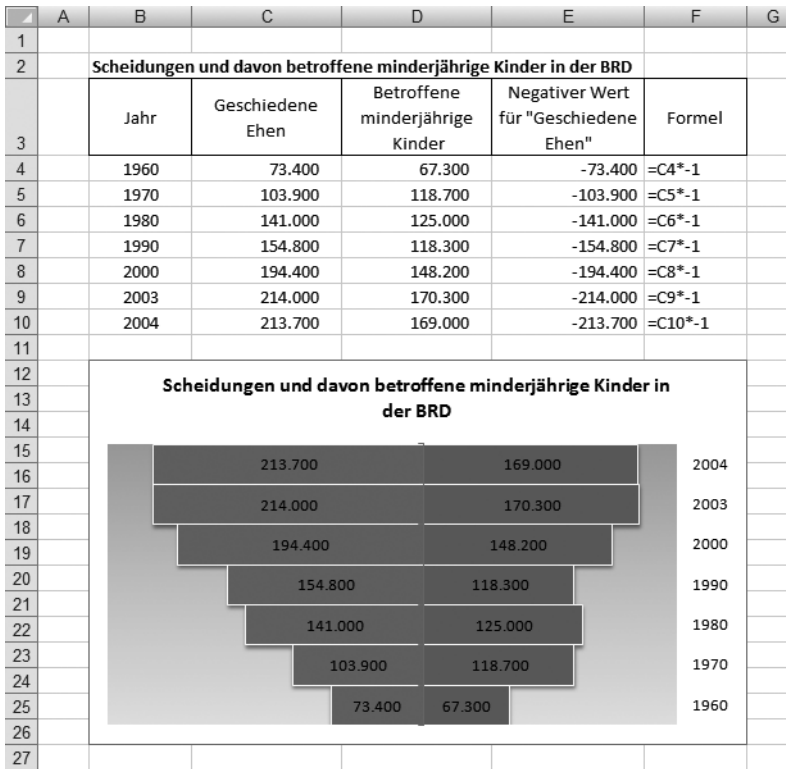 A B C D E F G
1
2 Scheidungen und davon betroffene minderjährige Kinder in der BRD
3 Jahr Geschiedene Ehen Betroffene minderjährige Kinder Negativer Wert für "Geschiedene Ehen" Formel
4 1960 73.400 67.300 -73.400 =C4*-1
5 1970 103.900 118.700 -103.900 =C5*-1
6 1980 141.000 125.000 -141.000 =C6*-1
7 1990 154.800 118.300 -154.800 =C7*-1
8 2000 194.400 148.200 -194.400 =C8*-1
9 2003 214.000 170.300 -214.000 =C9*-1
10 2004 213.700 169.000 -213.700 =C10*-1
11
12
13
14
15
16
17
18
19
20
21
22
23
24
25
26
27
Scheidungen und davon betroffene minderjährige Kinder in
der BRD
213.700 169.000 2004
214.000 170.300 2003
194.400 148.200 2000
154.800 118.300 1990
141.000 125.000 1980
103.900 118.700 1970
73.400 67.300 1960